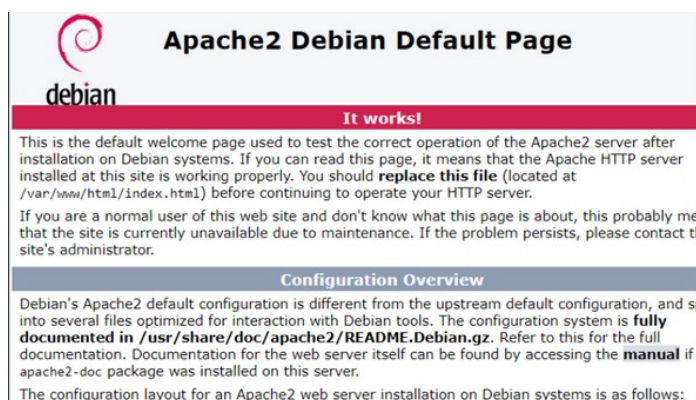 debian
Apache2 Debian Default Page
It works!
This is the default welcome page used to test the correct operation of the Apache2 server after
installation on Debian systems. If you can read this page, it means that the Apache HTTP server
installed at this site is working properly. You should replace this file (located at
/var/www/html/index.html) before continuing to operate your HTTP server.
If you are a normal user of this web site and don't know what this page is about, this probably me
that the site is currently unavailable due to maintenance. If the problem persists, please contact t
site's administrator.
Configuration Overview
Debian's Apache2 default configuration is different from the upstream default configuration, and s
into several files optimized for interaction with Debian tools. The configuration system is fully
documented in /usr/share/doc/apache2/README.Debian.gz. Refer to this for the full
documentation. Documentation for the web server itself can be found by accessing the manual if
apache2-doc package was installed on this server.
The configuration layout for an Apache2 web server installation on Debian systems is as follows: